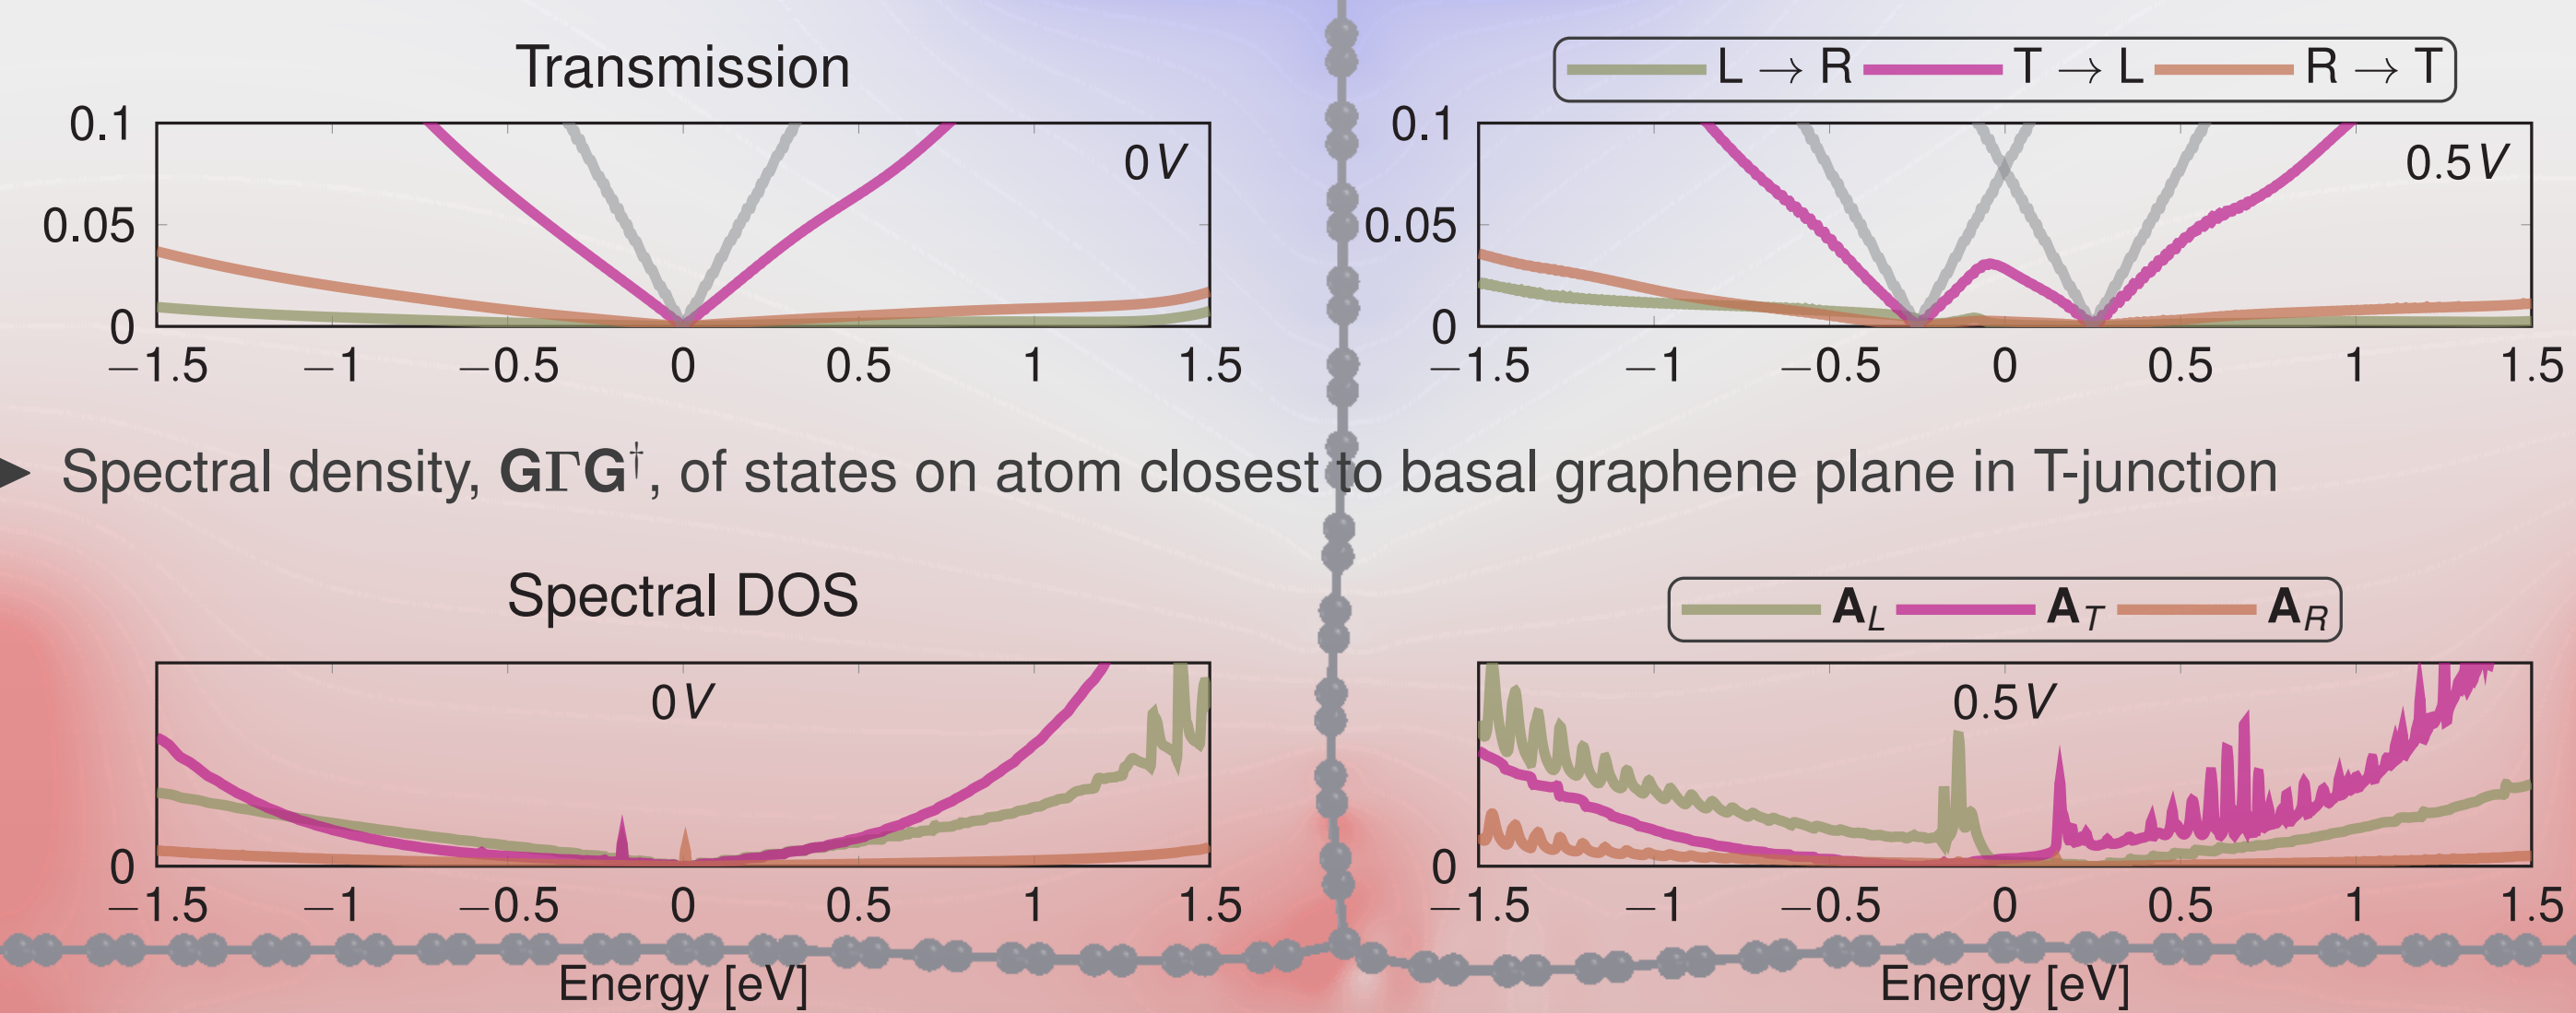 Transmission
L → R T → L R → T
0.1
0.05
0
−1.5 −1 −0.5 0 0.5 1 1.5
0V
0.1
0.05
0
−1.5 −1 −0.5 0 0.5 1 1.5
0.5V
Spectral density, GΓG†, of states on atom closest to basal graphene plane in T-junction
Spectral DOS
A_L A_T A_R
0V
0
−1.5 −1 −0.5 0 0.5 1 1.5
Energy [eV]
0.5V
0
−1.5 −1 −0.5 0 0.5 1 1.5
Energy [eV]